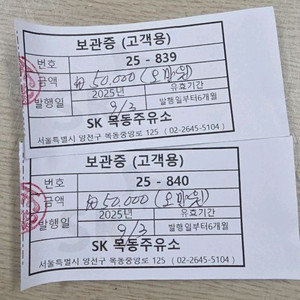 보관증 (고객용)
번호 25 - 839
금액 ₩50,000 (오만원)
발행일 2025년 9/3 유효기간 발행일부터6개월
SK 목동주유소
서울특별시 양천구 목동중앙로 125 ( 02-2645-5104 )
보관증 (고객용)
번호 25 - 840
금액 ₩50,000 (오만원)
발행일 2025년 9/3 유효기간 발행일부터6개월
SK 목동주유소
서울특별시 양천구 목동중앙로 125 ( 02-2645-5104 )